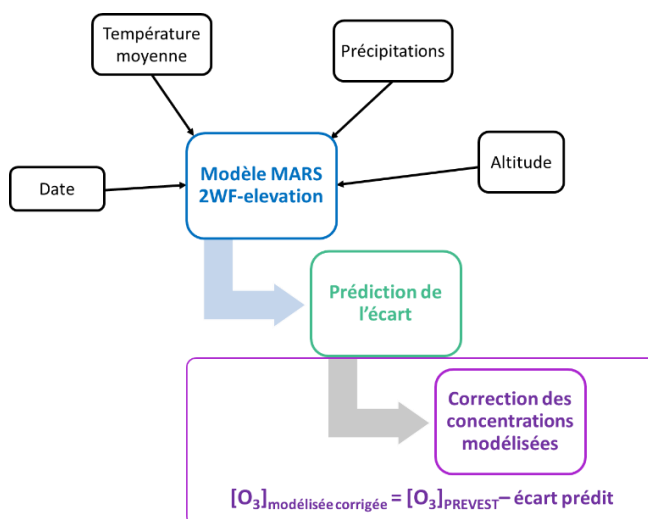 Température
moyenne
Précipitations
Modèle MARS
2WF-elevation
Altitude
Date
Prédiction de
l'écart
Correction des
concentrations
modélisées
[O₃]modélisée corrigée = [O₃]PREVEST – écart prédit